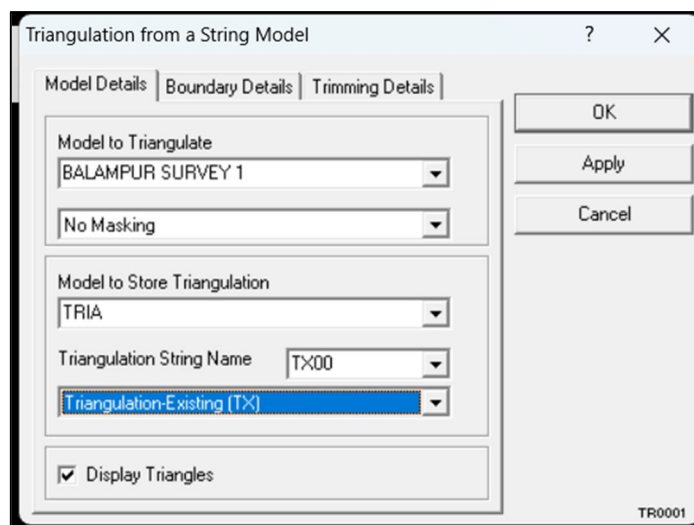 Triangulation from a String Model ? X
Model Details Boundary Details Trimming Details
OK
Model to Triangulate
BALAMPUR SURVEY 1
Apply
No Masking
Cancel
Model to Store Triangulation
TRIA
Triangulation String Name TX00
Triangulation-Existing (TX)
Display Triangles
TR0001